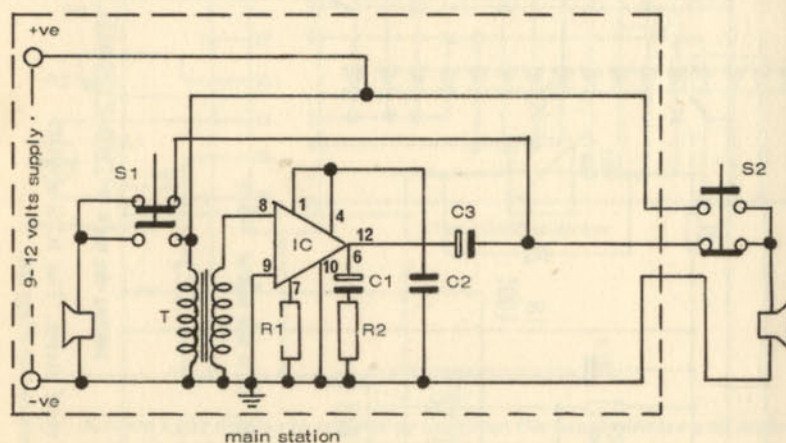 +ve
9-12 volts supply
-ve
S1
T
8
9
1
4
IC
12
6
10
7
C1
R1
R2
C2
C3
S2
main station